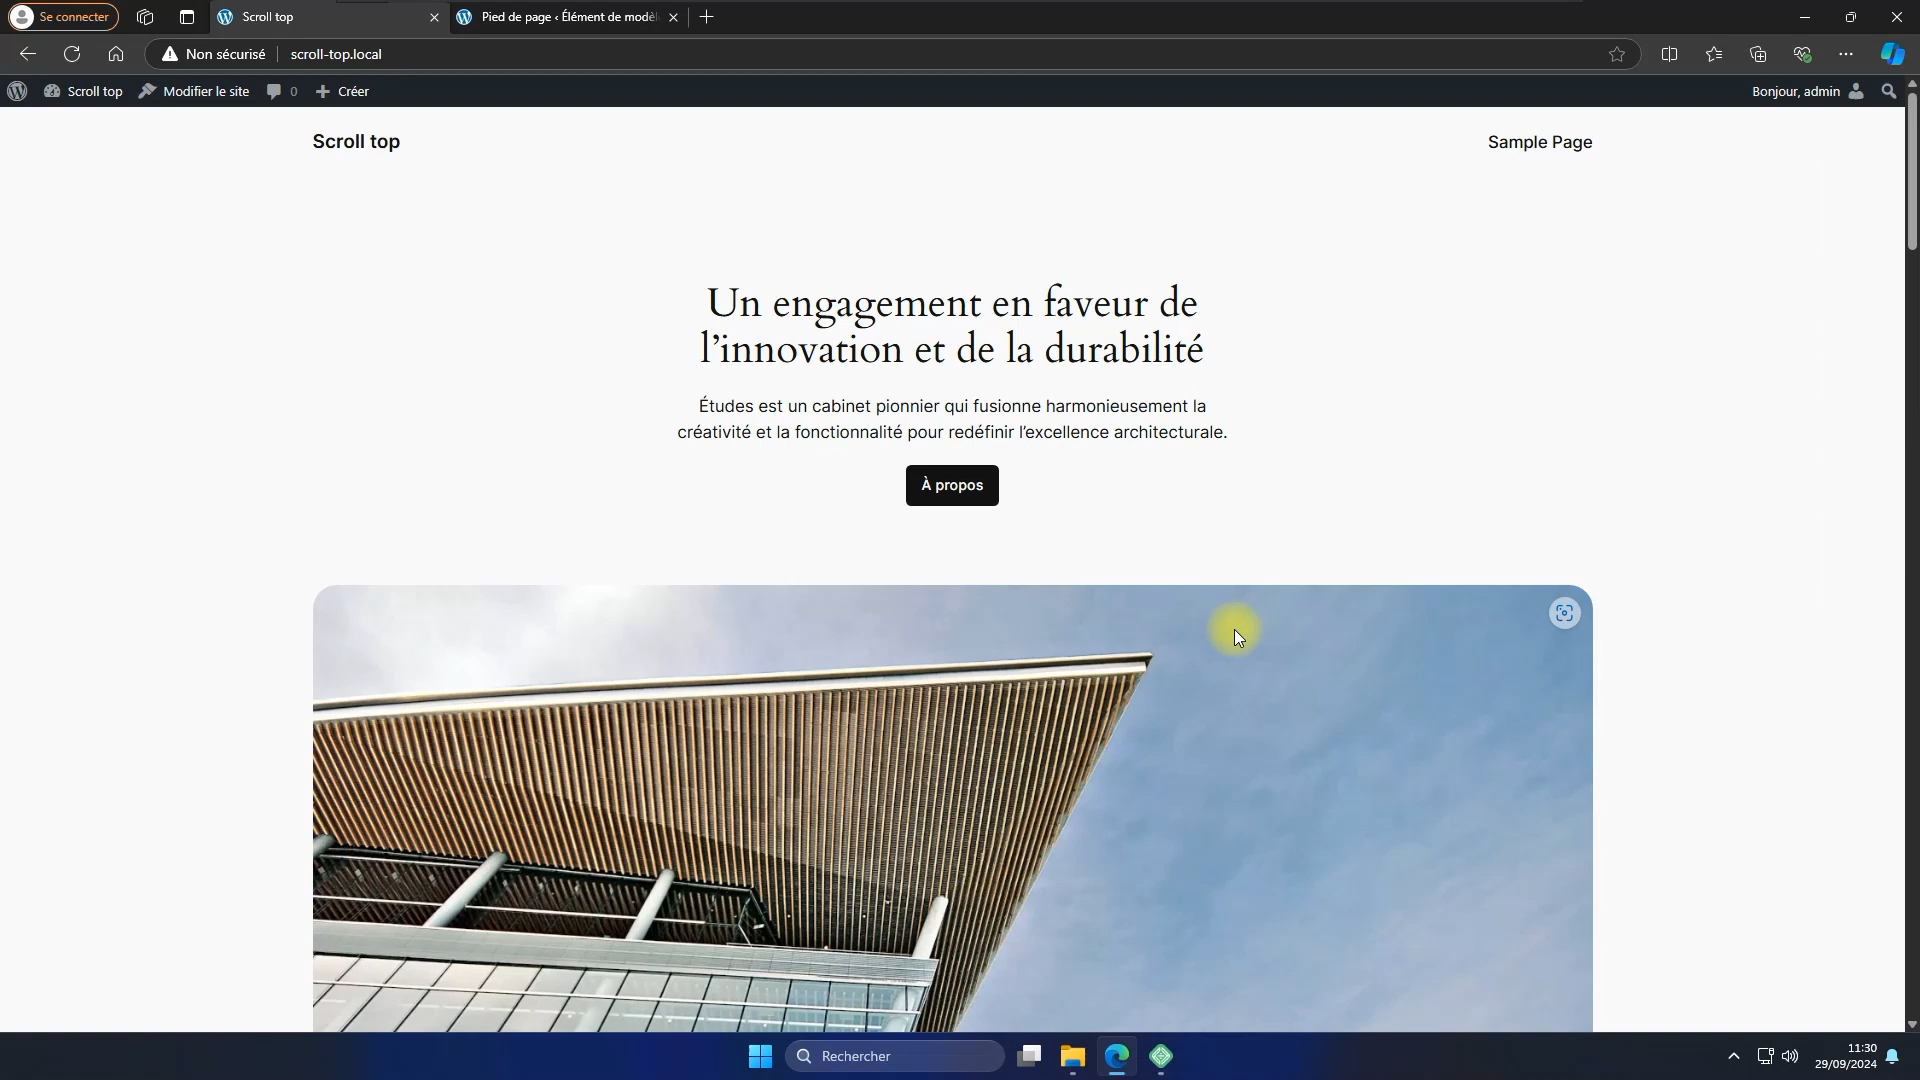 Se connecter
Scroll top
Pied de page ‹ Élément de modèl
Non sécurisé
scroll-top.local
Scroll top
Modifier le site
0
Créer
Bonjour, admin
Scroll top
Sample Page
Un engagement en faveur de
l’innovation et de la durabilité
Études est un cabinet pionnier qui fusionne harmonieusement la
créativité et la fonctionnalité pour redéfinir l’excellence architecturale.
À propos
Rechercher
11:30
29/09/2024